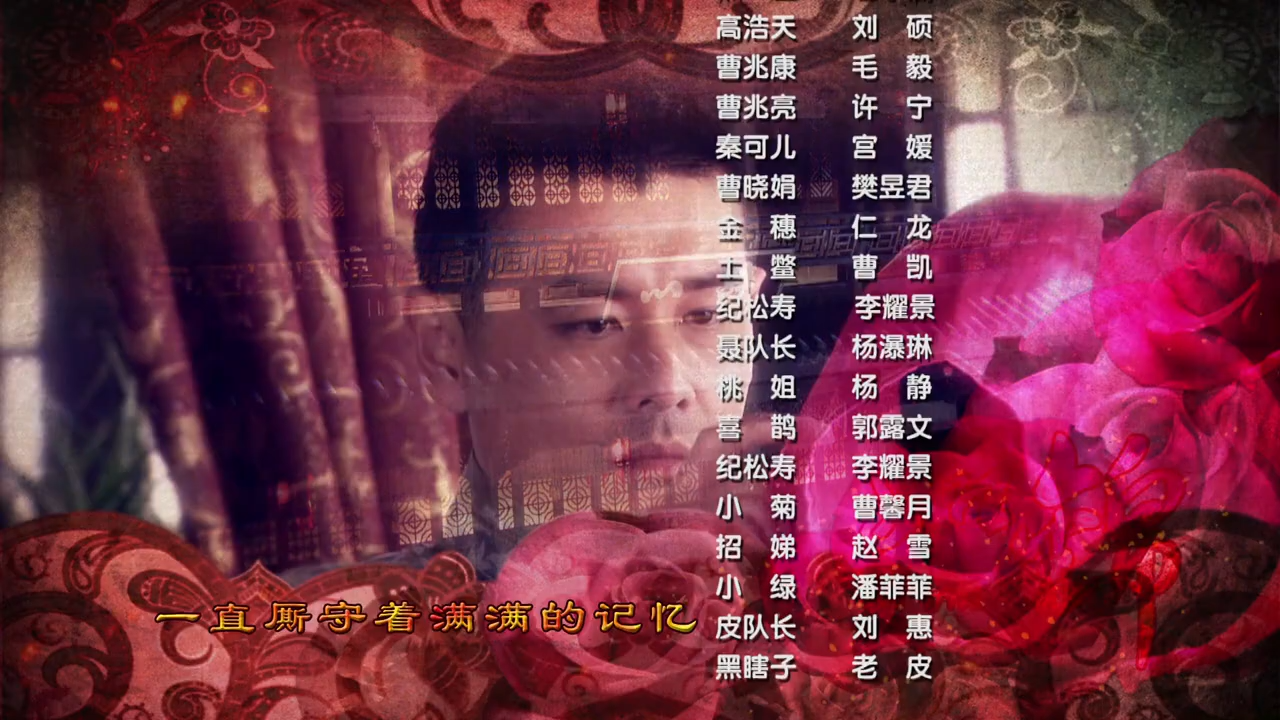 高浩天 刘硕
曹兆康 毛毅
曹兆亮 许宁
秦可儿 宫媛
曹晓娟 樊昱君
金穗 仁龙
土鳖 曹凯
纪松寿 李耀景
聂队长 杨瀑琳
桃姐 杨静
喜鹊 郭露文
纪松寿 李耀景
小菊 曹馨月
招娣 赵雪
小绿 潘菲菲
皮队长 刘惠
黑瞎子 老皮
一直厮守着满满的记忆